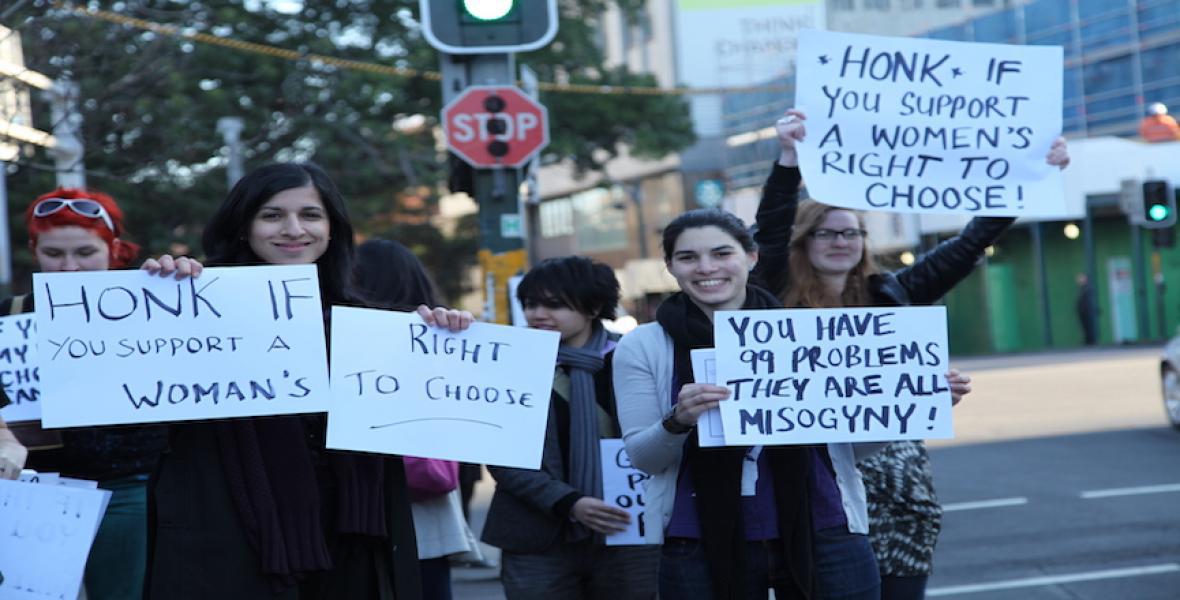 THINK
STOP
*HONK* IF
YOU SUPPORT
A WOMEN'S
RIGHT TO
CHOOSE!
HONK IF
YOU SUPPORT A
WOMAN'S
RIGHT
TO CHOOSE
YOU HAVE
99 PROBLEMS
THEY ARE ALL
MISOGYNY!